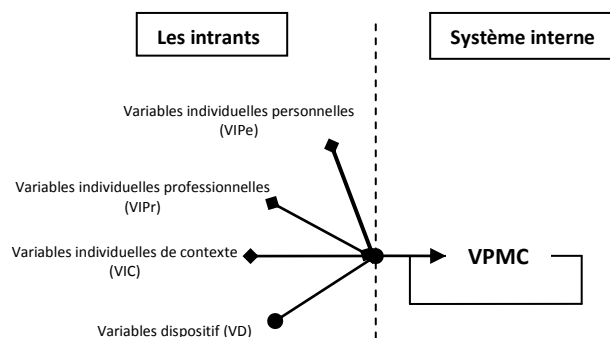 Les intrants
Système interne
Variables individuelles personnelles
(VIPe)
Variables individuelles professionnelles
(VIPr)
Variables individuelles de contexte
(VIC)
VPMC
Variables dispositif (VD)